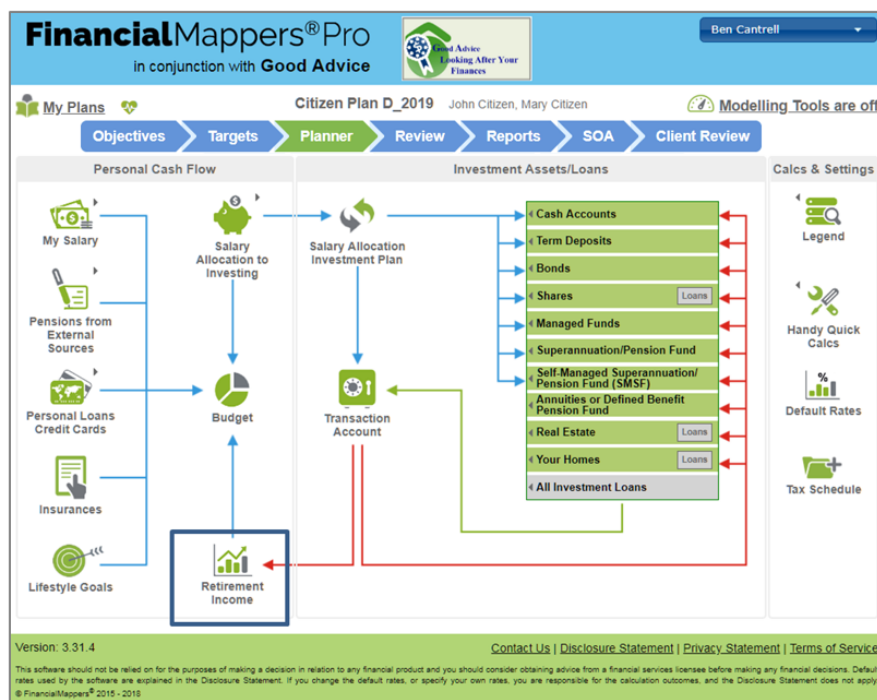 FinancialMappers®Pro
in conjunction with Good Advice
Good Advice
Looking After Your
Finances
Ben Cantrell
My Plans
Citizen Plan D_2019 John Citizen, Mary Citizen
Modelling Tools are off
Objectives Targets Planner Review Reports SOA Client Review
Personal Cash Flow
Investment Assets/Loans
Calcs & Settings
My Salary
Pensions from
External
Sources
Personal Loans
Credit Cards
Insurances
Lifestyle Goals
Salary
Allocation to
Investing
Budget
Retirement
Income
Salary Allocation
Investment Plan
Transaction
Account
Cash Accounts
Term Deposits
Bonds
Shares Loans
Managed Funds
Superannuation/Pension Fund
Self-Managed Superannuation/
Pension Fund (SMSF)
Annuities or Defined Benefit
Pension Fund
Real Estate Loans
Your Homes Loans
All Investment Loans
Legend
Handy Quick
Calcs
Default Rates
Tax Schedule
Version: 3.31.4
Contact Us | Disclosure Statement | Privacy Statement | Terms of Service
This software should not be relied on for the purposes of making a decision in relation to any financial product and you should consider obtaining advice from a financial services licensee before making any financial decisions. Default
rates used by the software are explained in the Disclosure Statement. If you change the default rates, or specify your own rates, you are responsible for the calculation outcomes, and the Disclosure Statement does not apply.
© FinancialMappers® 2015 - 2018